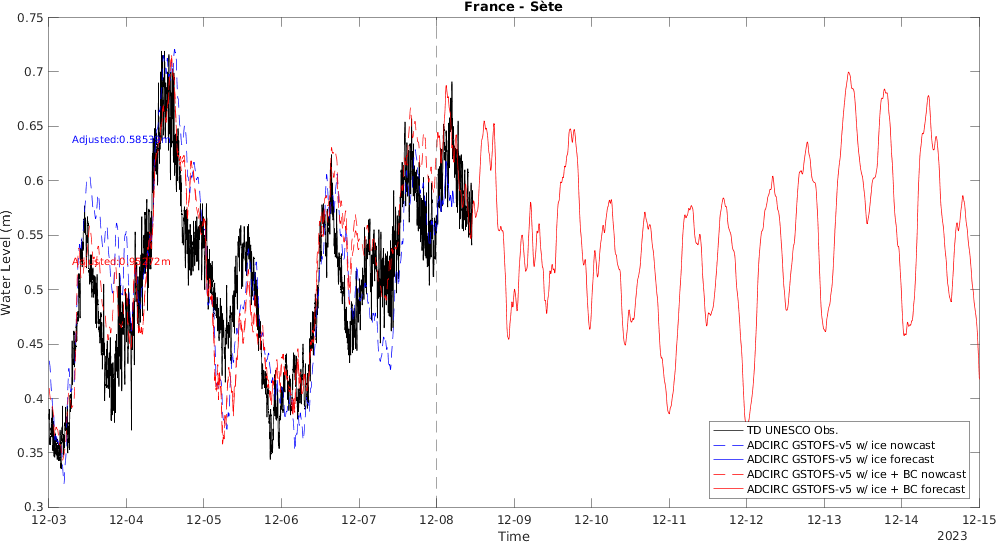 France - Sète
Water Level (m)
0.75
0.7
0.65
0.6
0.55
0.5
0.45
0.4
0.35
0.3
TD UNESCO Obs.
ADCIRC GSTOFS-v5 w/ ice nowcast
ADCIRC GSTOFS-v5 w/ ice forecast
ADCIRC GSTOFS-v5 w/ ice + BC nowcast
ADCIRC GSTOFS-v5 w/ ice + BC forecast
12-03 12-04 12-05 12-06 12-07 12-08 12-09 12-10 12-11 12-12 12-13 12-14 12-15
Time
2023